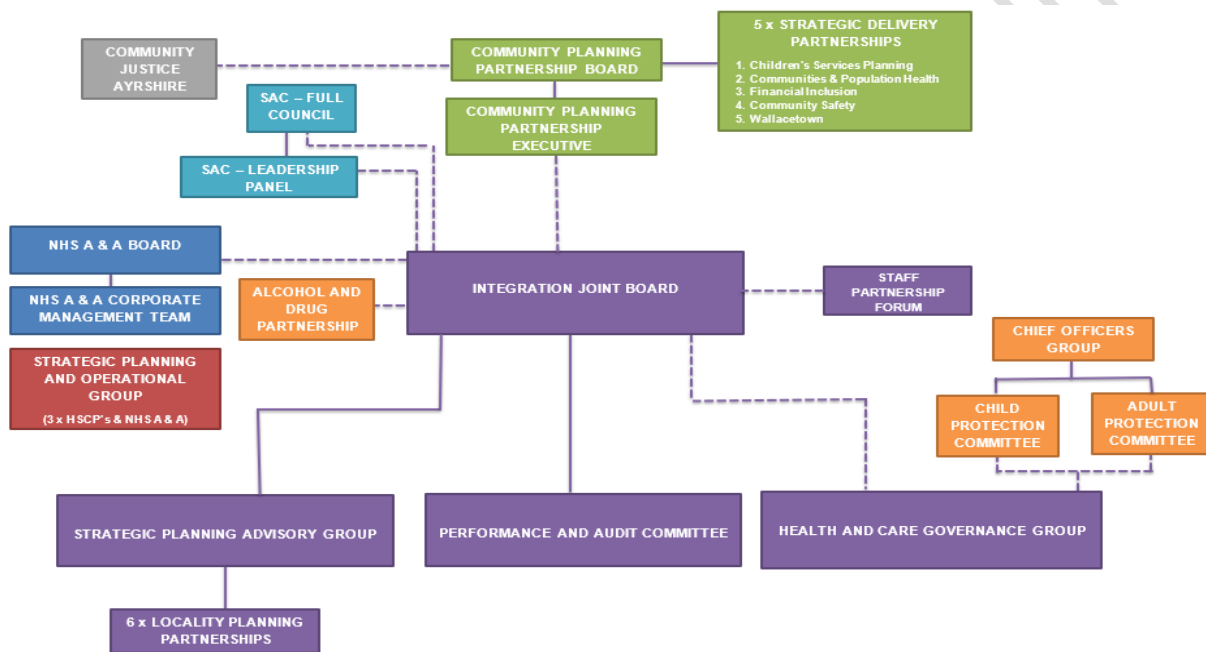 5 x STRATEGIC DELIVERY
PARTNERSHIPS
1. Children's Services Planning
2. Communities & Population Health
3. Financial Inclusion
4. Community Safety
5. Wallacetown
COMMUNITY
JUSTICE
AYRSHIRE
COMMUNITY PLANNING
PARTNERSHIP BOARD
SAC – FULL
COUNCIL
COMMUNITY PLANNING
PARTNERSHIP
EXECUTIVE
SAC – LEADERSHIP
PANEL
NHS A & A BOARD
NHS A & A CORPORATE
MANAGEMENT TEAM
ALCOHOL AND
DRUG
PARTNERSHIP
INTEGRATION JOINT BOARD
STAFF
PARTNERSHIP
FORUM
STRATEGIC PLANNING
AND OPERATIONAL
GROUP
(3 x HSCP's & NHS A & A)
CHIEF OFFICERS
GROUP
CHILD
PROTECTION
COMMITTEE
ADULT
PROTECTION
COMMITTEE
STRATEGIC PLANNING ADVISORY GROUP
PERFORMANCE AND AUDIT COMMITTEE
HEALTH AND CARE GOVERNANCE GROUP
6 x LOCALITY PLANNING
PARTNERSHIPS